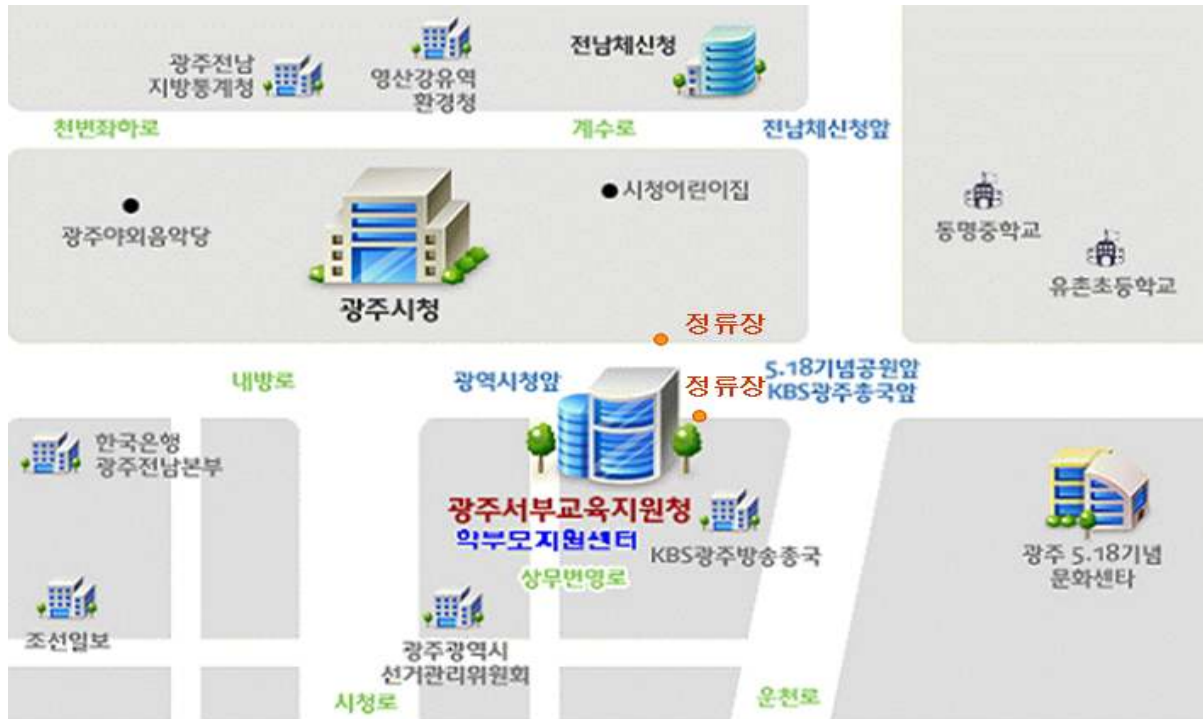 광주전남
지방통계청
영산강유역
환경청
전남체신청
천변좌하로
계수로
전남체신청앞
광주야외음악당
광주시청
시청어린이집
동명중학교
유촌초등학교
정류장
내방로
광역시청앞
정류장
5.18기념공원앞
KBS광주총국앞
한국은행
광주전남본부
광주서부교육지원청
학부모지원센터
KBS광주방송총국
상무번영로
광주 5.18기념
문화센타
조선일보
광주광역시
선거관리위원회
시청로
운천로